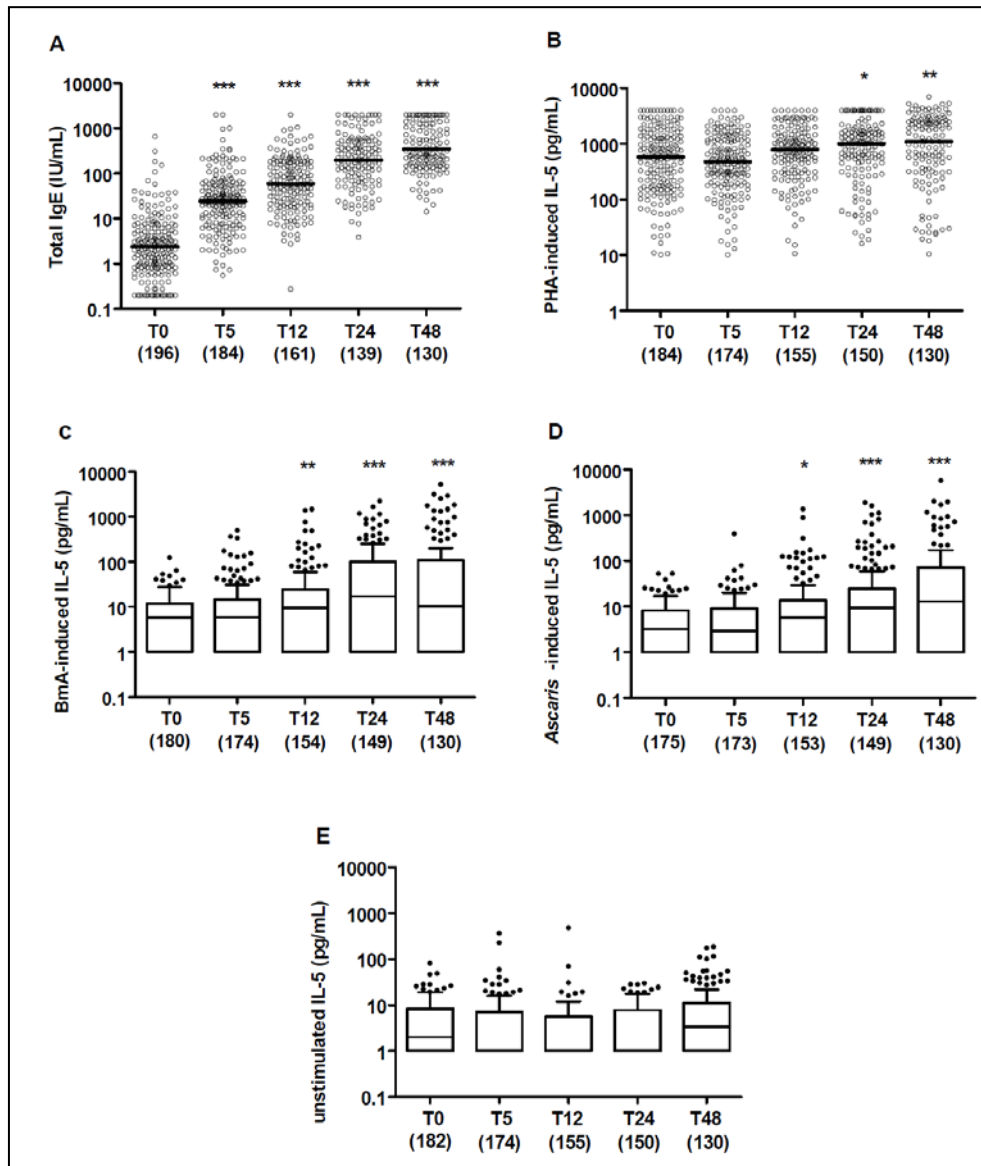 A
*** *** *** ***
Total IgE (IU/mL)
10000
1000
100
10
1
0.1
T0 T5 T12 T24 T48
(196) (184) (161) (139) (130)
B
* **
PHA-induced IL-5 (pg/mL)
10000
1000
100
10
1
T0 T5 T12 T24 T48
(184) (174) (155) (150) (130)
C
** *** ***
BmA-induced IL-5 (pg/mL)
10000
1000
100
10
1
0.1
T0 T5 T12 T24 T48
(180) (174) (154) (149) (130)
D
* *** ***
Ascaris -induced IL-5 (pg/mL)
10000
1000
100
10
1
0.1
T0 T5 T12 T24 T48
(175) (173) (153) (149) (130)
E
unstimulated IL-5 (pg/mL)
10000
1000
100
10
1
0.1
T0 T5 T12 T24 T48
(182) (174) (155) (150) (130)